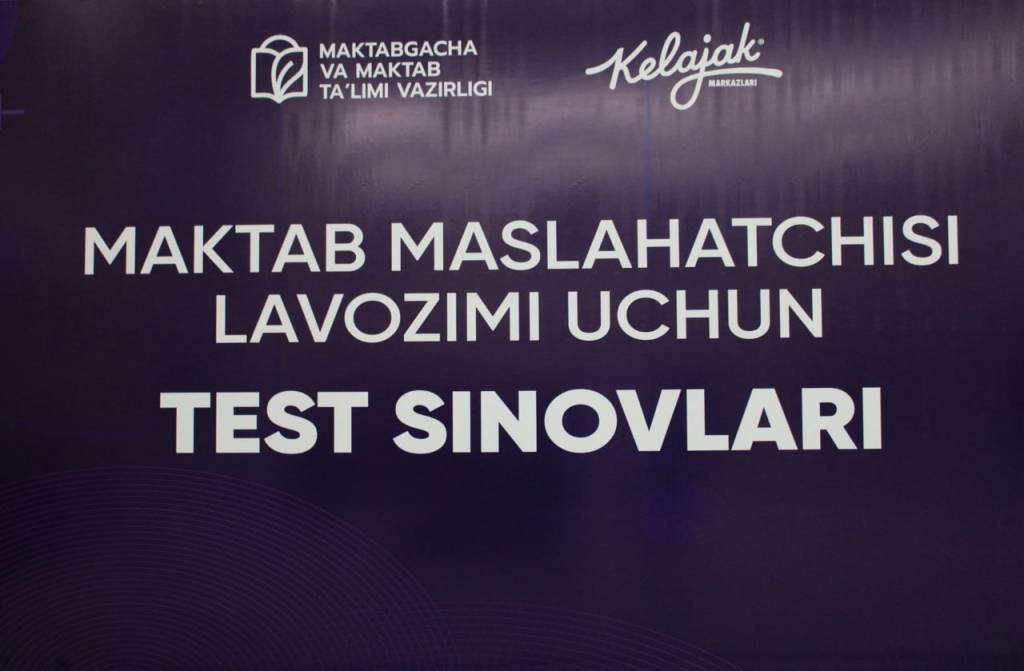 MAKTABGACHA
VA MAKTAB
TA'LIMI VAZIRLIGI
Kelajak®
MARKAZLARI
MAKTAB MASLAHATCHISI
LAVOZIMI UCHUN
TEST SINOVLARI